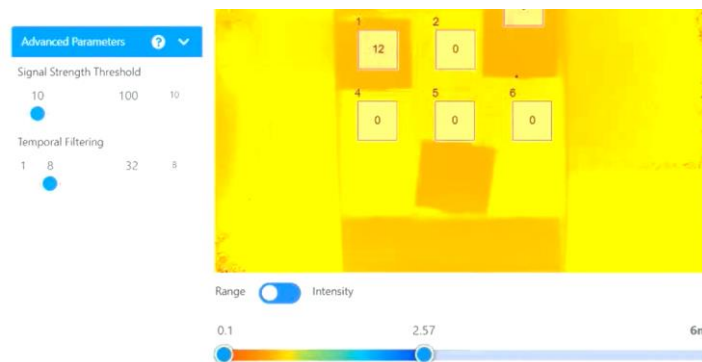 Advanced Parameters ?
Signal Strength Threshold
10 100 10
Temporal Filtering
1 8 32 8
1 2
12 0
4 5 6
0 0 0
Range Intensity
0.1 2.57